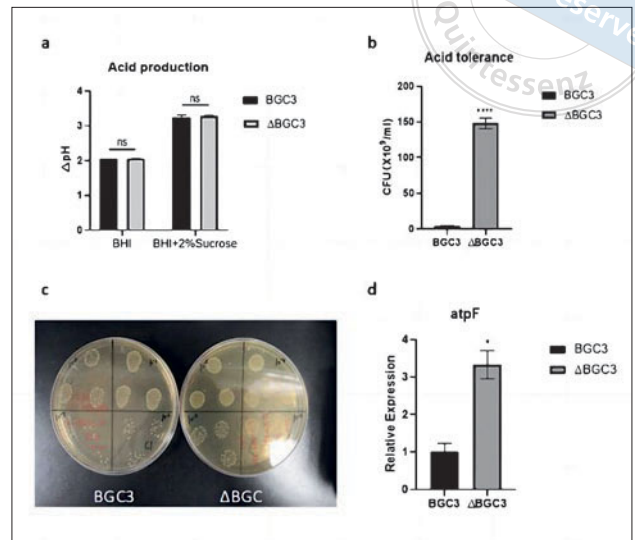 Quintessenz
reserve
a
Acid production
ns
ns
BGC3
ΔBGC3
ΔpH
4
3
2
1
0
BHI
BHI+2%Sucrose
b
Acid tolerance
****
BGC3
ΔBGC3
CFU(X10⁹/ml)
200
150
100
50
0
BGC3 ΔBGC3
c
BGC3
ΔBGC
d
atpF
*
BGC3
ΔBGC3
Relative Expression
4
3
2
1
0
BGC3 ΔBGC3